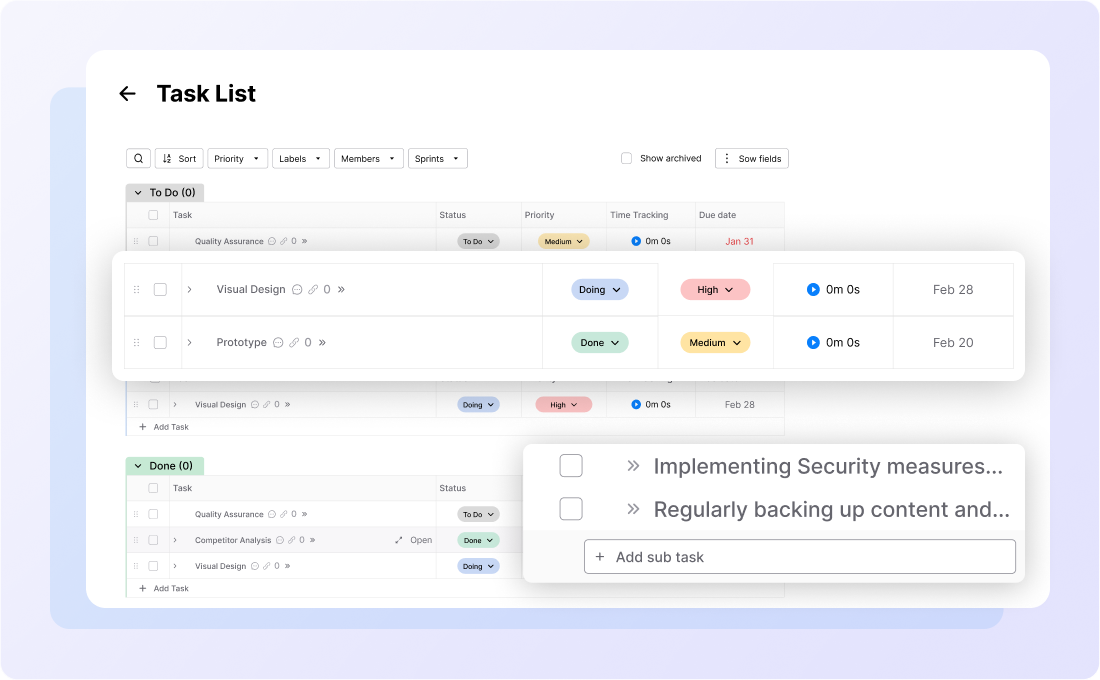 Task List
Sort Priority Labels Members Sprints Show archived Sow fields
To Do (0)
Task Status Priority Time Tracking Due date
Quality Assurance 0 To Do Medium 0m 0s Jan 31
Visual Design 0 Doing High 0m 0s Feb 28
Prototype 0 Done Medium 0m 0s Feb 20
Visual Design 0 Doing High 0m 0s Feb 28
+ Add Task
Done (0)
Task Status
Quality Assurance 0 To Do
Competitor Analysis 0 Open Done
Visual Design 0 Doing
+ Add Task
Implementing Security measures...
Regularly backing up content and...
+ Add sub task